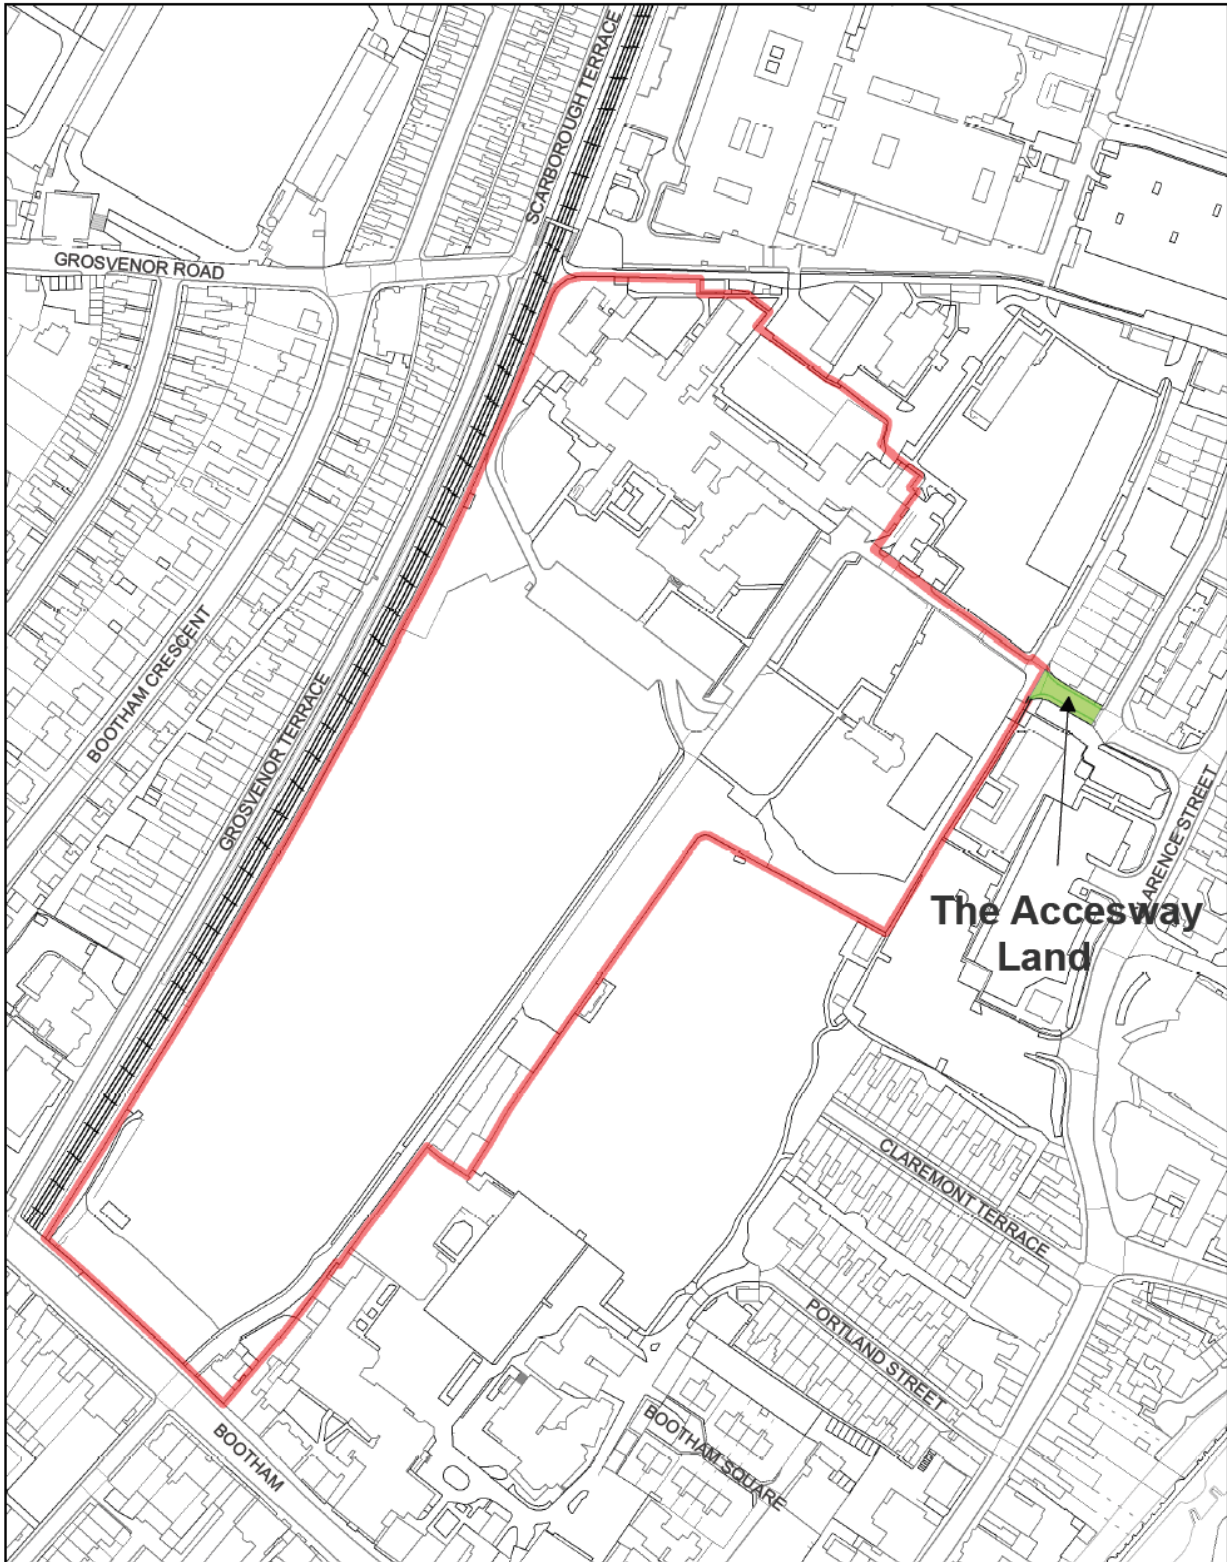 SCARBOROUGH TERRACE
GROSVENOR ROAD
BOOTHAM CRESCENT
GROSVENOR TERRACE
LARENCE STREET
The Accesway
Land
CLAREMONT TERRACE
PORTLAND STREET
BOOTHAM SQUARE
BOOTHAM